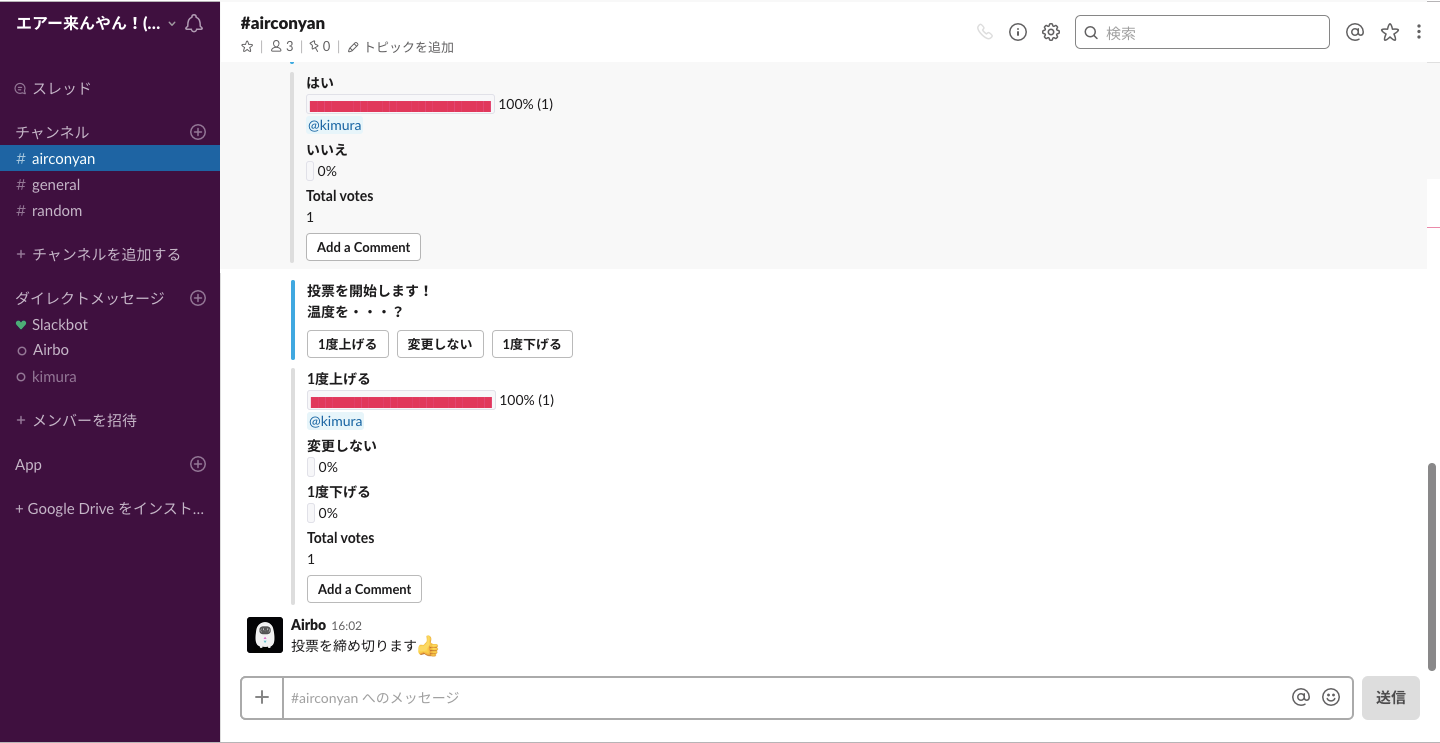 エアー来んやん！(...
スレッド
チャンネル
# airconyan
# general
# random
+ チャンネルを追加する
ダイレクトメッセージ
Slackbot
Airbo
kimura
+ メンバーを招待
App
+ Google Drive をインスト...
#airconyan
3 | 0 | トピックを追加
検索
はい
100% (1)
@kimura
いいえ
0%
Total votes
1
Add a Comment
投票を開始します！
温度を・・・？
1度上げる 変更しない 1度下げる
1度上げる
100% (1)
@kimura
変更しない
0%
1度下げる
0%
Total votes
1
Add a Comment
Airbo 16:02
投票を締め切ります👍
#airconyan へのメッセージ
送信